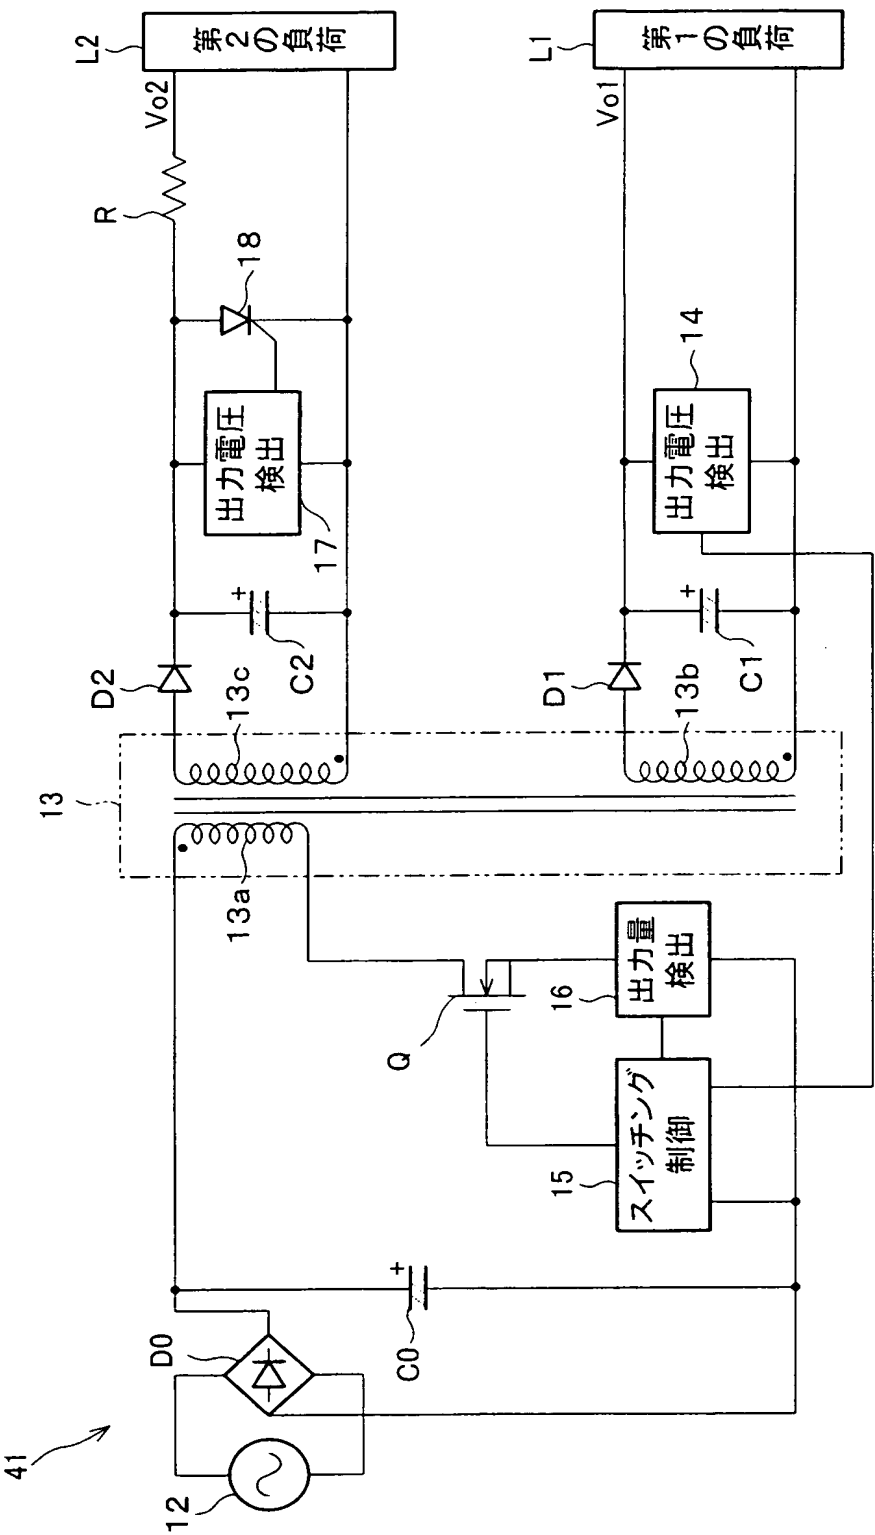 41
12
D0
C0
15
スイッチング
制御
16
出力量
検出
Q
13
13a
13c
13b
D2
C2
+
17
出力電圧
検出
18
R
Vo2
L2
第2の負荷
D1
C1
+
14
出力電圧
検出
Vo1
L1
第1の負荷
+